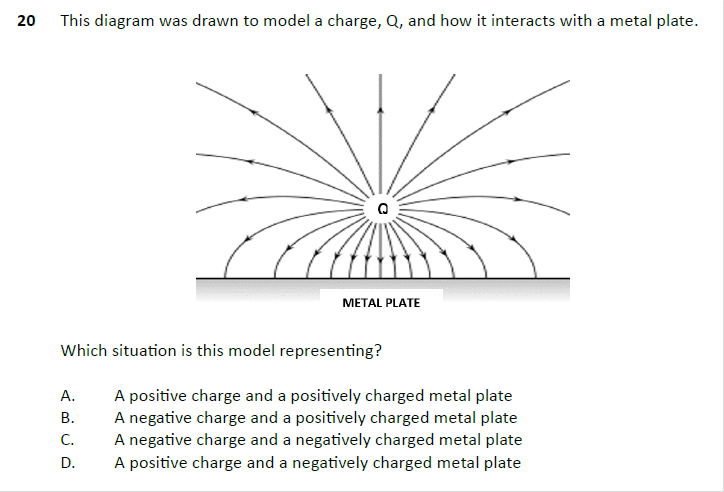 20 This diagram was drawn to model a charge, Q, and how it interacts with a metal plate.
Q
METAL PLATE
Which situation is this model representing?
A. A positive charge and a positively charged metal plate
B. A negative charge and a positively charged metal plate
C. A negative charge and a negatively charged metal plate
D. A positive charge and a negatively charged metal plate